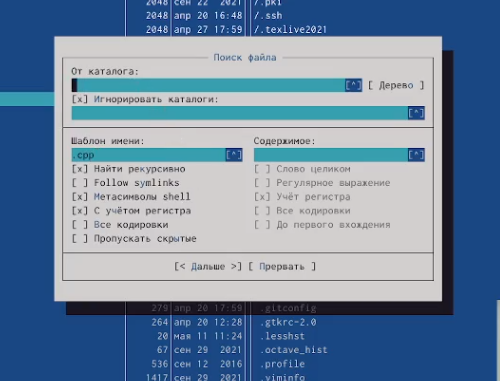 2048 сен 22 2021 /.pki
2048 апр 20 16:48 /.ssh
2048 апр 27 17:59 /.texlive2021
Поиск файла
От каталога:
[^] [ Дерево ]
[x] Игнорировать каталоги:
[^]
Шаблон имени: Содержимое:
.cpp [^] [^]
[x] Найти рекурсивно [ ] Слово целиком
[ ] Follow symlinks [ ] Регулярное выражение
[x] Метасимволы shell [x] Учёт регистра
[x] С учётом регистра [ ] Все кодировки
[ ] Все кодировки [ ] До первого вхождения
[ ] Пропускать скрытые
[< Дальше >] [ Прервать ]
279 апр 20 17:59 .gitconfig
264 апр 20 12:28 .gtkrc-2.0
20 мая 11 11:24 .lesshst
67 сен 29 2021 .octave_hist
536 сен 12 2016 .profile
1417 сен 29 2021 .viminfo